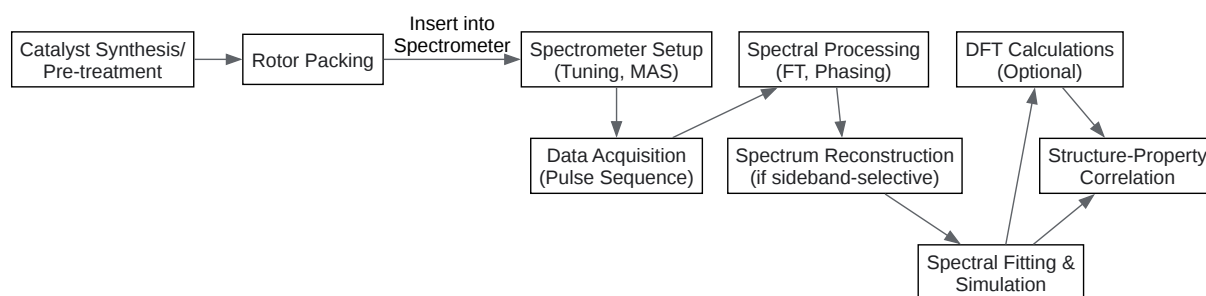 Catalyst Synthesis/
Pre-treatment
Rotor Packing
Insert into
Spectrometer
Spectrometer Setup
(Tuning, MAS)
Data Acquisition
(Pulse Sequence)
Spectral Processing
(FT, Phasing)
Spectrum Reconstruction
(if sideband-selective)
Spectral Fitting &
Simulation
DFT Calculations
(Optional)
Structure-Property
Correlation